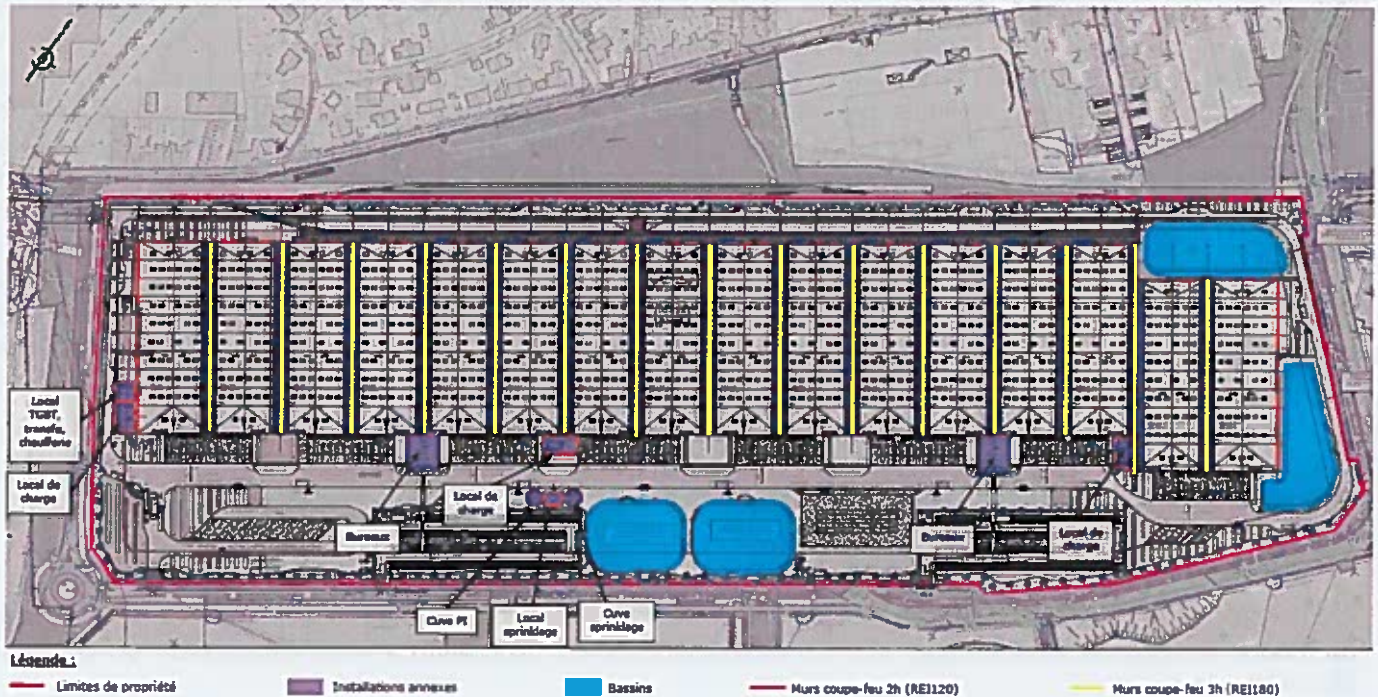 Local
TGBT,
transfo,
chaufferie
Local de
charge
Bureaux
Local de
charge
Bureaux
Local de
charge
Cuve PI
Local
sprinklage
Cuve
sprinklage
Légende :
Limites de propriété
Installations annexes
Bassins
Murs coupe-feu 2h (REI120)
Murs coupe-feu 3h (REI180)